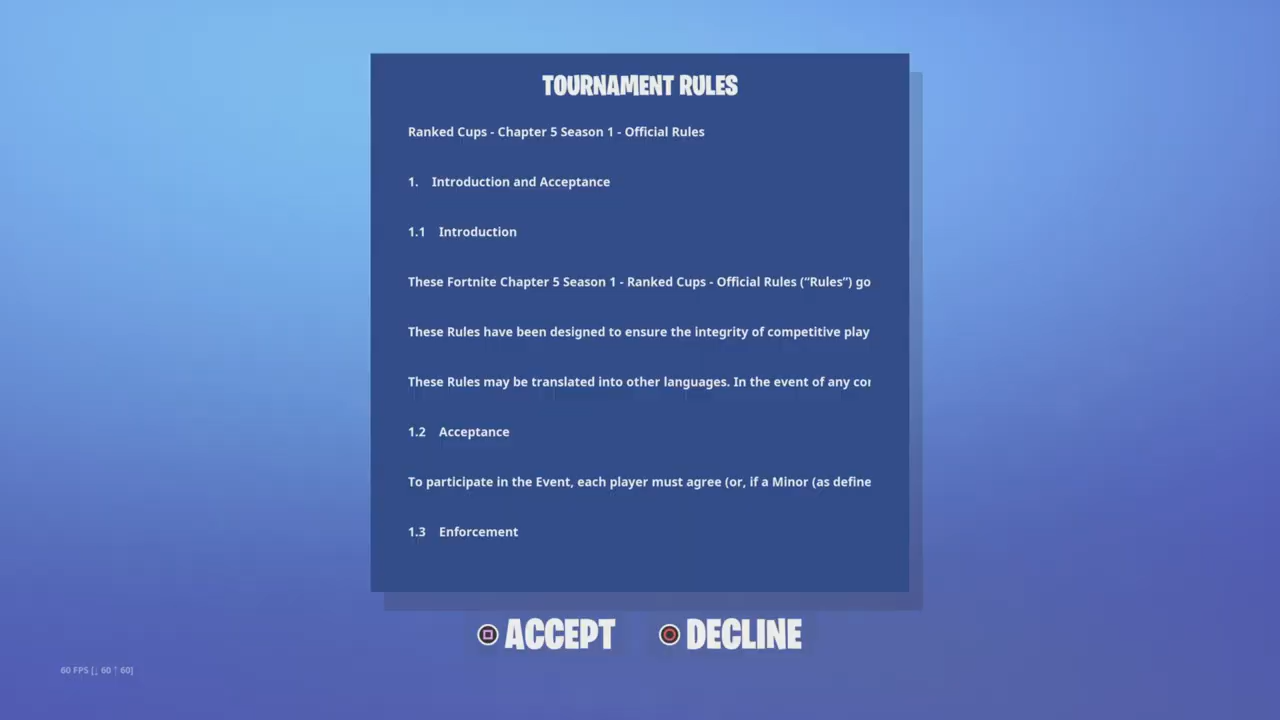 TOURNAMENT RULES
Ranked Cups - Chapter 5 Season 1 - Official Rules
1. Introduction and Acceptance
1.1 Introduction
These Fortnite Chapter 5 Season 1 - Ranked Cups - Official Rules (“Rules”) go
These Rules have been designed to ensure the integrity of competitive play
These Rules may be translated into other languages. In the event of any cor
1.2 Acceptance
To participate in the Event, each player must agree (or, if a Minor (as define
1.3 Enforcement
ACCEPT DECLINE
60 FPS [↓ 60 ↑ 60]